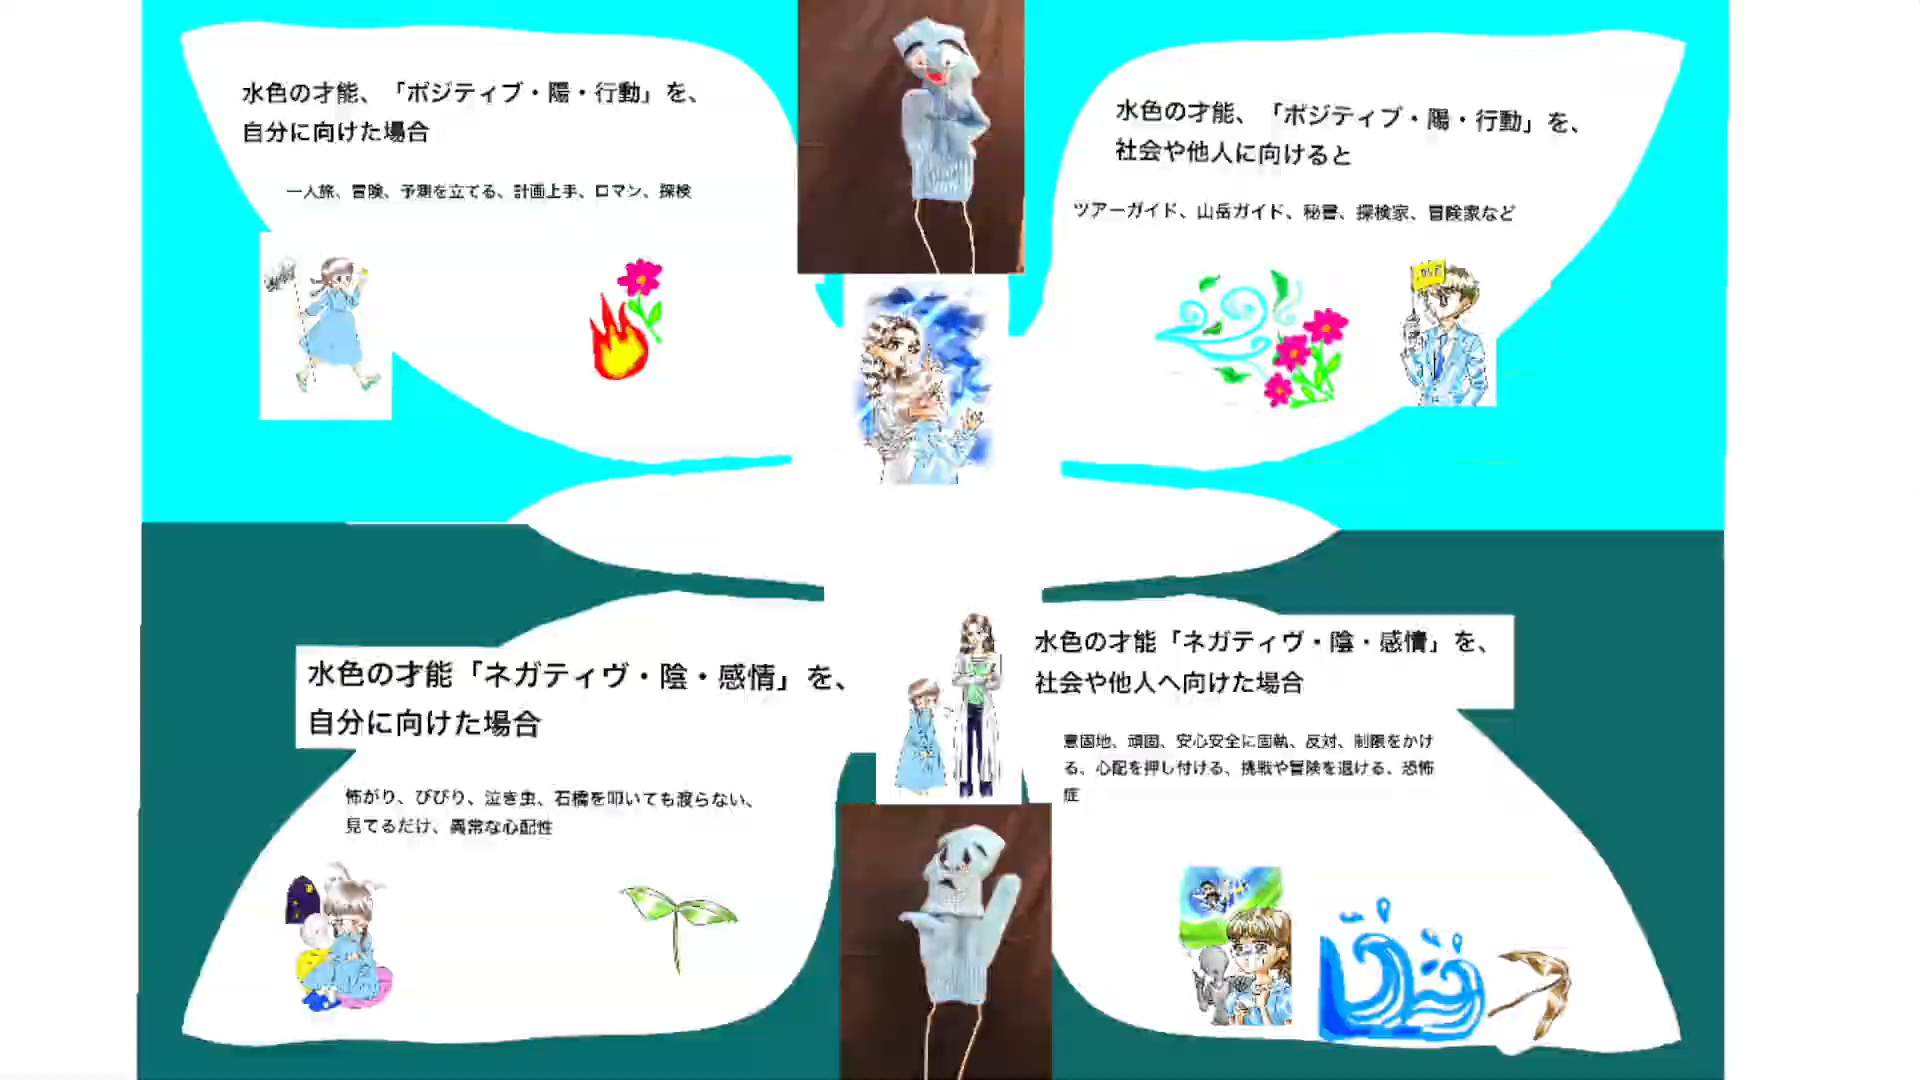 水色の才能、「ポジティブ・陽・行動」を、
自分に向けた場合
一人旅、冒険、予測を立てる、計画上手、ロマン、探検
水色の才能、「ポジティブ・陽・行動」を、
社会や他人に向けると
ツアーガイド、山岳ガイド、秘書、探検家、冒険家など
水色の才能「ネガティヴ・陰・感情」を、
自分に向けた場合
怖がり、びびり、泣き虫、石橋を叩いても渡らない、
見てるだけ、異常な心配性
水色の才能「ネガティヴ・陰・感情」を、
社会や他人へ向けた場合
意固地、頑固、安心安全に固執、反対、制限をかけ
る、心配を押し付ける、挑戦や冒険を退ける、恐怖
症